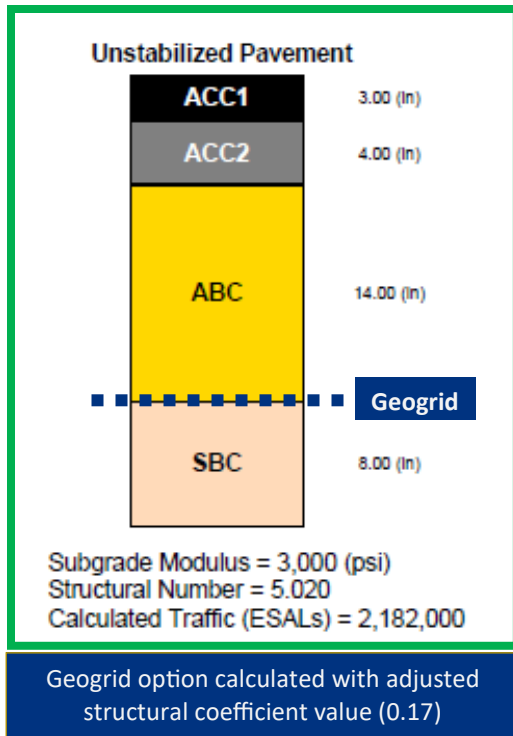 Unstabilized Pavement
ACC1 3.00 (In)
ACC2 4.00 (In)
ABC 14.00 (In)
Geogrid
SBC 8.00 (In)
Subgrade Modulus = 3,000 (psi)
Structural Number = 5.020
Calculated Traffic (ESALs) = 2,182,000
Geogrid option calculated with adjusted
structural coefficient value (0.17)